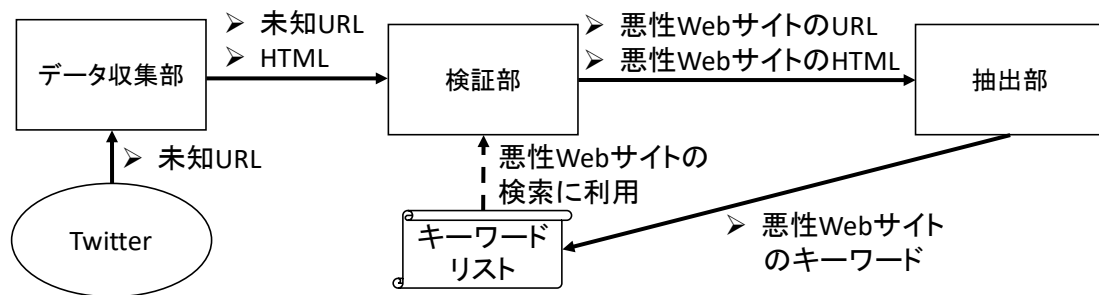 ➢ 未知URL
➢ HTML
➢ 悪性WebサイトのURL
➢ 悪性WebサイトのHTML
データ収集部
検証部
抽出部
➢ 未知URL
悪性Webサイトの
検索に利用
Twitter
キーワード
リスト
➢ 悪性Webサイト
のキーワード